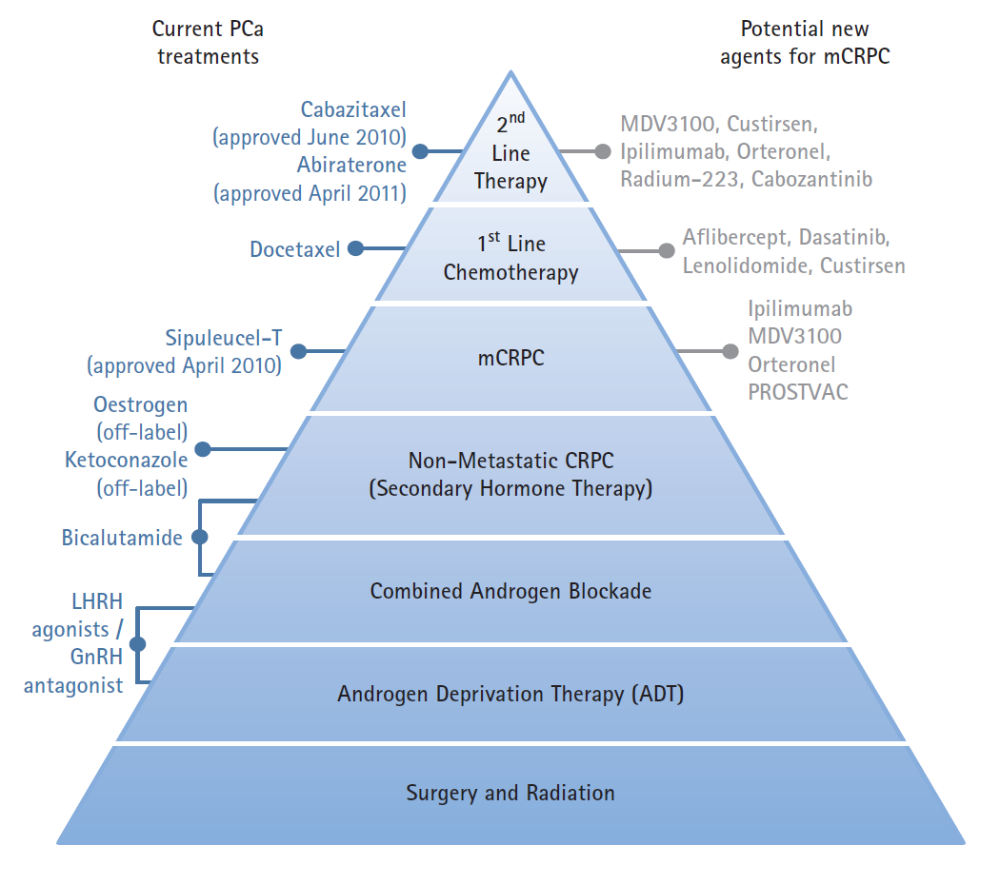 Current PCa
treatments
Potential new
agents for mCRPC
Cabazitaxel
(approved June 2010)
Abiraterone
(approved April 2011)
2nd
Line
Therapy
MDV3100, Custirsen,
Ipilimumab, Orteronel,
Radium-223, Cabozantinib
Docetaxel
1st Line
Chemotherapy
Aflibercept, Dasatinib,
Lenolidomide, Custirsen
Sipuleucel-T
(approved April 2010)
mCRPC
Ipilimumab
MDV3100
Orteronel
PROSTVAC
Oestrogen
(off-label)
Ketoconazole
(off-label)
Non-Metastatic CRPC
(Secondary Hormone Therapy)
Bicalutamide
Combined Androgen Blockade
LHRH
agonists /
GnRH
antagonist
Androgen Deprivation Therapy (ADT)
Surgery and Radiation